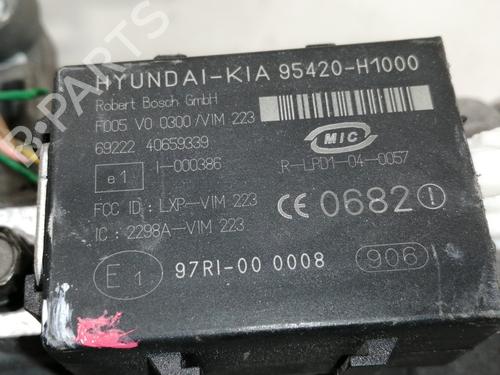 HYUNDAI-KIA 95420-H1000
Robert Bosch GmbH
F005 V0 0300/VIM 223
69222 40659339
MIC
e1
I-000386
R-LPD1-04-0057
FCC ID : LXP-VIM 223
CE 0682
IC : 2298A-VIM 223
E1
97RI-00 0008
906
B-PARTS